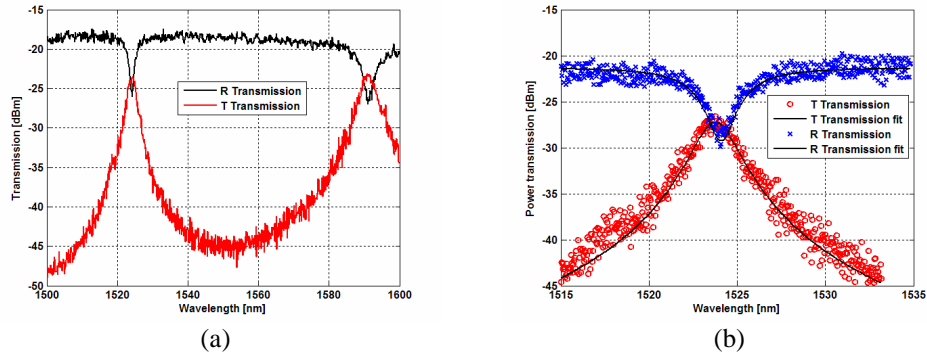 -15
-20
-25
-30
-35
-40
-45
-50
Transmission [dBm]
R Transmission
T Transmission
1500 1520 1540 1560 1580 1600
Wavelength [nm]
(a)
-15
-20
-25
-30
-35
-40
-45
Power transmission [dBm]
T Transmission
T Transmission fit
R Transmission
R Transmission fit
1515 1520 1525 1530 1535
Wavelength [nm]
(b)